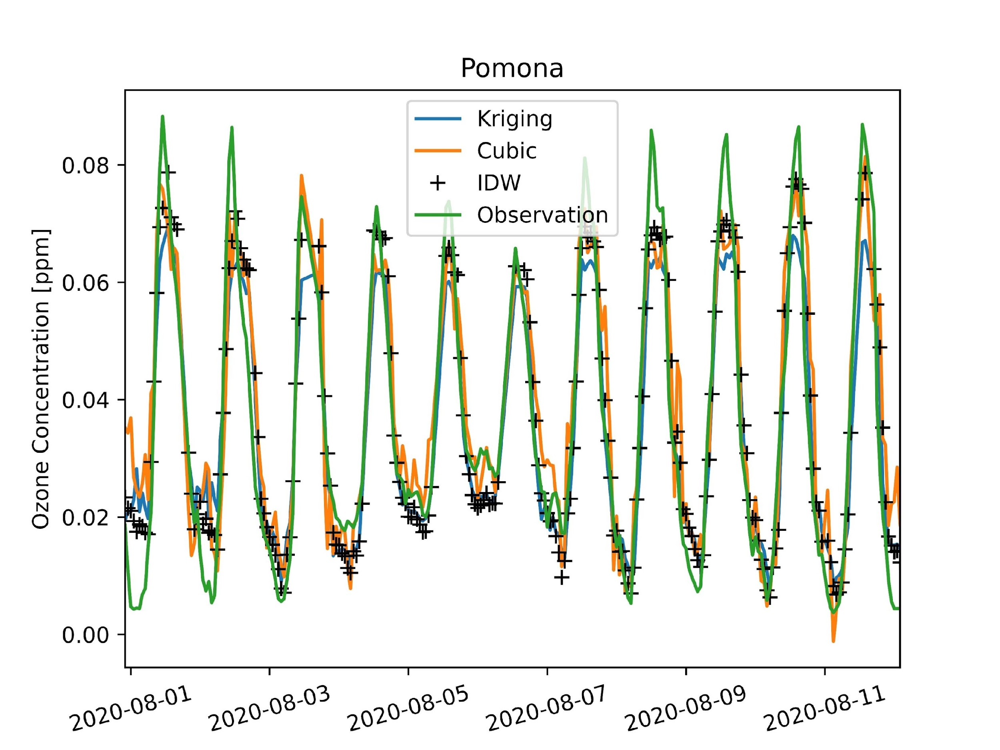 Pomona
Kriging
Cubic
IDW
Observation
Ozone Concentration [ppm]
0.08
0.06
0.04
0.02
0.00
2020-08-01
2020-08-03
2020-08-05
2020-08-07
2020-08-09
2020-08-11